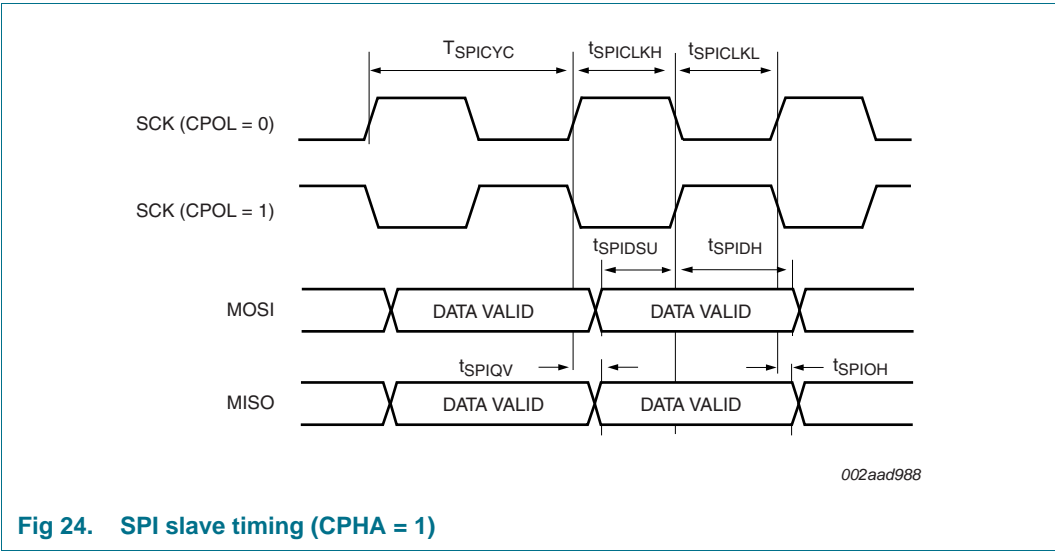 TSPICYC tSPICLKH tSPICLKL
SCK (CPOL = 0)
SCK (CPOL = 1)
tSPIDSU tSPIDH
MOSI DATA VALID DATA VALID
tSPIQV tSPIOH
MISO DATA VALID DATA VALID
002aad988
Fig 24. SPI slave timing (CPHA = 1)